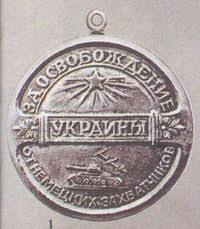 ЗА ОСВОБОЖДЕНИЕ
УКРАИНЫ
ОТ НЕМЕЦКИХ ЗАХВАТЧИКОВ
1